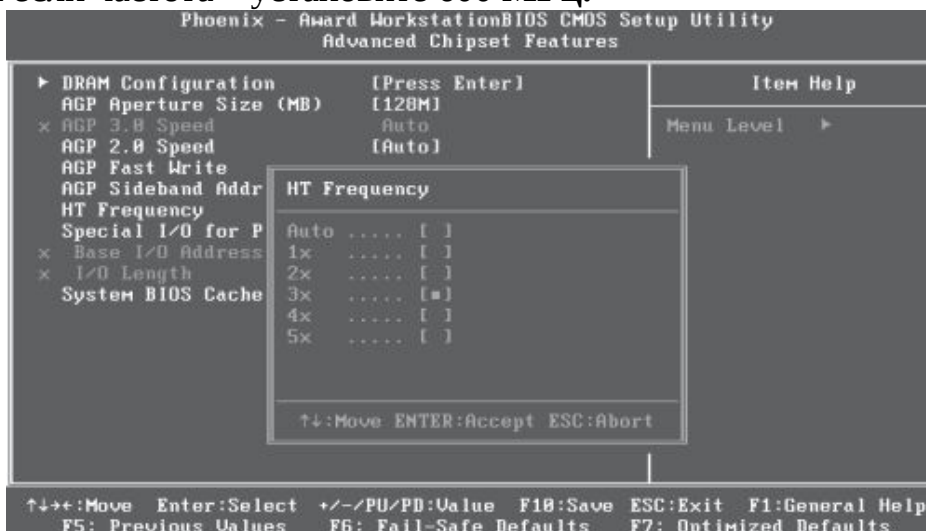 частота установите 600 МГц.
Phoenix - Award WorkstationBIOS CMOS Setup Utility
Advanced Chipset Features
► DRAM Configuration [Press Enter]
AGP Aperture Size (MB) [128M]
x AGP 3.0 Speed Auto
AGP 2.0 Speed [Auto]
AGP Fast Write
AGP Sideband Addr
HT Frequency
Special I/O for P
x Base I/O Address
x I/O Length
System BIOS Cache
Item Help
Menu Level ►
HT Frequency
Auto ..... [ ]
1x ..... [ ]
2x ..... [ ]
3x ..... [■]
4x ..... [ ]
5x ..... [ ]
↑↓:Move ENTER:Accept ESC:Abort
↑↓→←:Move Enter:Select +/-/PU/PD:Value F10:Save ESC:Exit F1:General Help
F5: Previous Values F6: Fail-Safe Defaults F7: Optimized Defaults